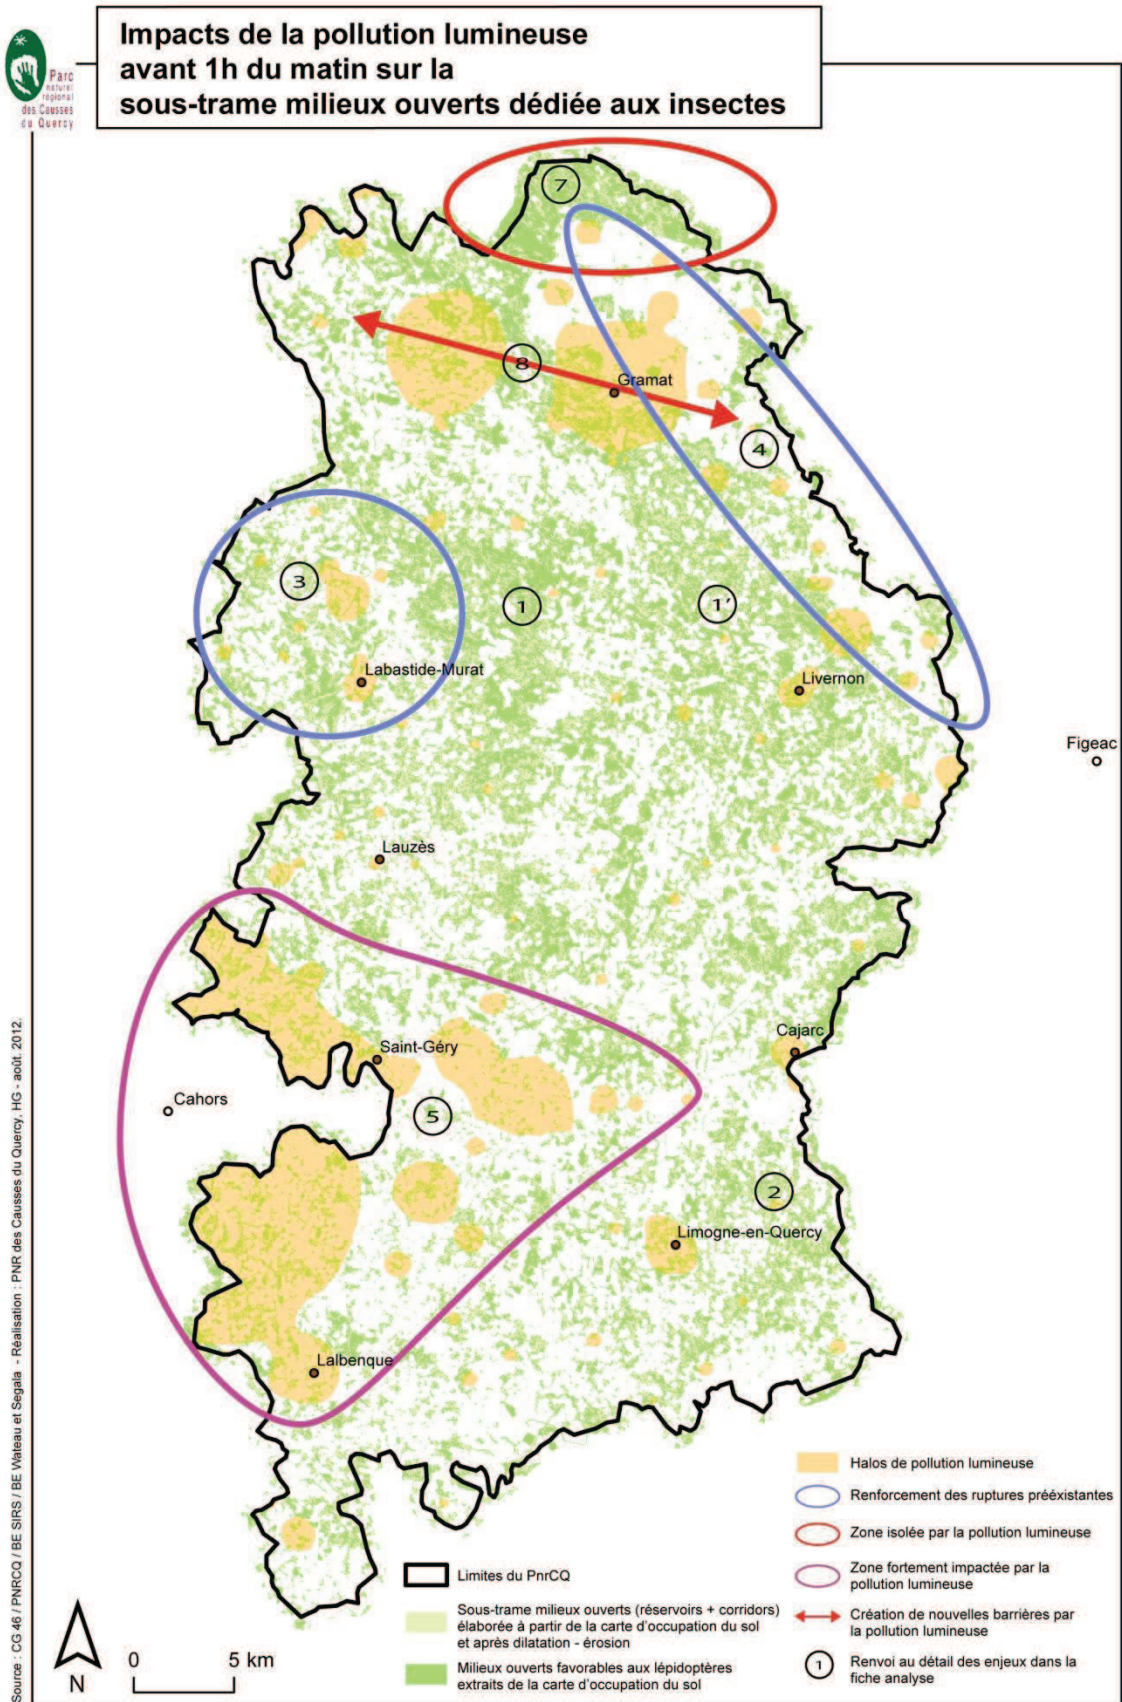 Impacts de la pollution lumineuse
avant 1h du matin sur la
sous-trame milieux ouverts dédiée aux insectes
Parc
naturel
régional
des Causses
du Quercy
7
8
Gramat
4
3
1
1'
Labastide-Murat
Livernon
Figeac
Lauzès
Saint-Géry
Cajarc
Cahors
5
2
Limogne-en-Quercy
Lalbenque
Halos de pollution lumineuse
Renforcement des ruptures prééxistantes
Zone isolée par la pollution lumineuse
Zone fortement impactée par la
pollution lumineuse
Création de nouvelles barrières par
la pollution lumineuse
1
Renvoi au détail des enjeux dans la
fiche analyse
Limites du PnrCQ
Sous-trame milieux ouverts (réservoirs + corridors)
élaborée à partir de la carte d'occupation du sol
et après dilatation - érosion
Milieux ouverts favorables aux lépidoptères
extraits de la carte d'occupation du sol
N
0 5 km
Source : CG 46 / PNRCQ / BE SIRS / BE Wateau et Segala - Réalisation : PNR des Causses du Quercy, HG - août. 2012.